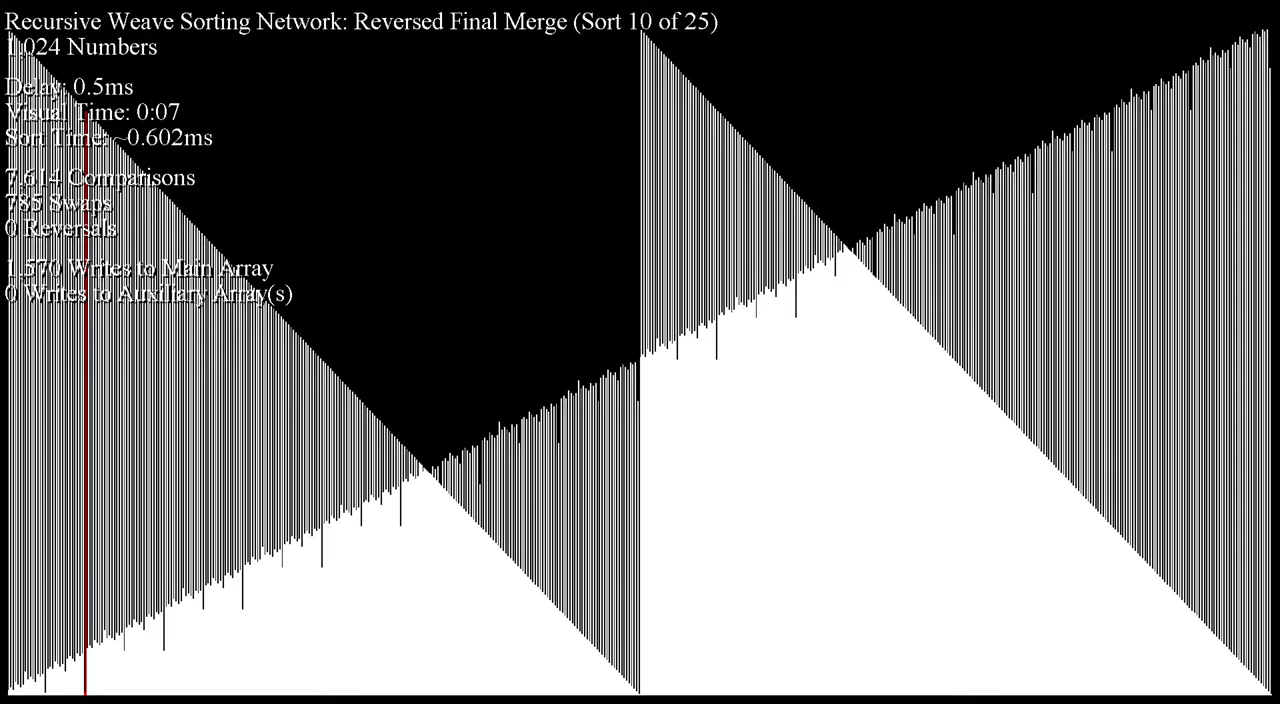 Recursive Weave Sorting Network: Reversed Final Merge (Sort 10 of 25)
1,024 Numbers
Delay: 0.5ms
Visual Time: 0:07
Sort Time: ~0.602ms
7,614 Comparisons
785 Swaps
0 Reversals
1,570 Writes to Main Array
0 Writes to Auxiliary Array(s)